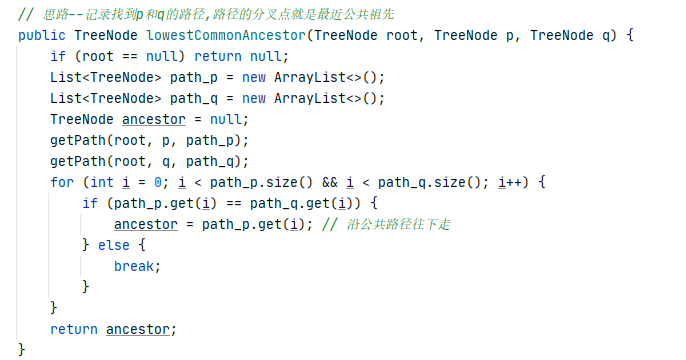 // 思路--记录找到p和q的路径,路径的分叉点就是最近公共祖先
public TreeNode lowestCommonAncestor(TreeNode root, TreeNode p, TreeNode q) {
    if (root == null) return null;
    List<TreeNode> path_p = new ArrayList<>();
    List<TreeNode> path_q = new ArrayList<>();
    TreeNode ancestor = null;
    getPath(root, p, path_p);
    getPath(root, q, path_q);
    for (int i = 0; i < path_p.size() && i < path_q.size(); i++) {
        if (path_p.get(i) == path_q.get(i)) {
            ancestor = path_p.get(i); // 沿公共路径往下走
        } else {
            break;
        }
    }
    return ancestor;
}